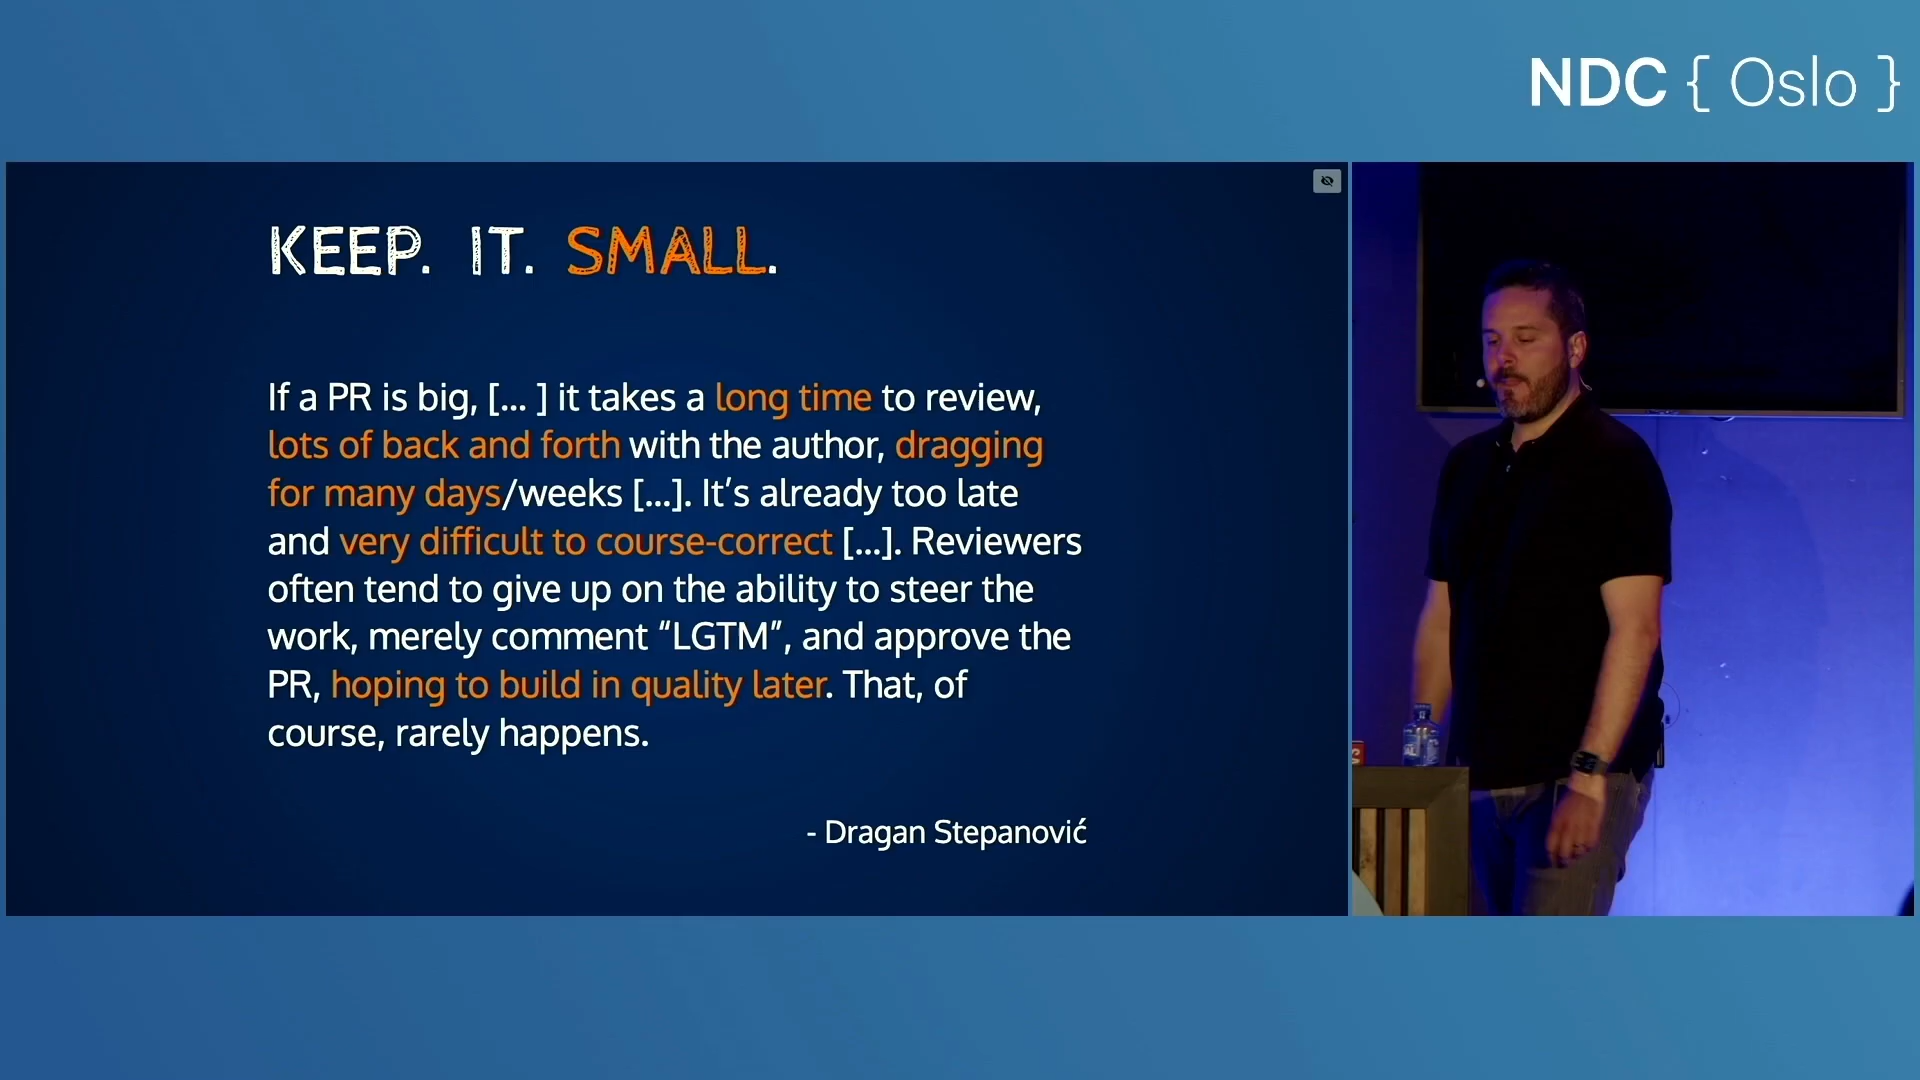 NDC { Oslo }
KEEP. IT. SMALL.
If a PR is big, [... ] it takes a long time to review,
lots of back and forth with the author, dragging
for many days/weeks [...]. It's already too late
and very difficult to course-correct [...]. Reviewers
often tend to give up on the ability to steer the
work, merely comment “LGTM”, and approve the
PR, hoping to build in quality later. That, of
course, rarely happens.
- Dragan Stepanović